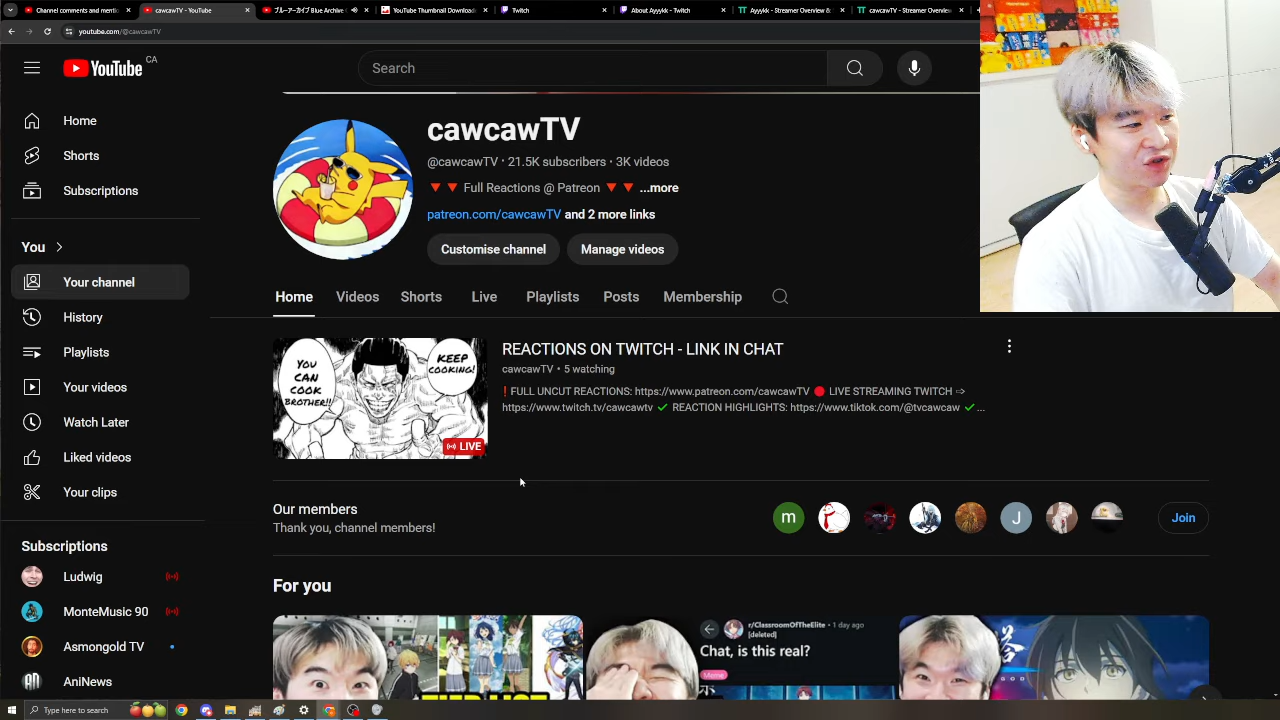 Channel comments and menti
cawcawTV - YouTube
ブルーアーカイブ Blue Archive
YouTube Thumbnail Download
Twitch
About Ayyykk - Twitch
Ayyykk - Streamer Overview &
cawcawTV - Streamer Overview
youtube.com/@cawcawTV
YouTube CA
Search
Home
Shorts
Subscriptions
You
Your channel
History
Playlists
Your videos
Watch Later
Liked videos
Your clips
Subscriptions
Ludwig
MonteMusic 90
Asmongold TV
AniNews
cawcawTV
@cawcawTV • 21.5K subscribers • 3K videos
🔻🔻 Full Reactions @ Patreon 🔻🔻 ...more
patreon.com/cawcawTV and 2 more links
Customise channel
Manage videos
Home Videos Shorts Live Playlists Posts Membership
YOU CAN COOK BROTHER!!
KEEP COOKING!
LIVE
REACTIONS ON TWITCH - LINK IN CHAT
cawcawTV • 5 watching
❗FULL UNCUT REACTIONS: https://www.patreon.com/cawcawTV 🔴 LIVE STREAMING TWITCH ➩
https://www.twitch.tv/cawcawtv ✔ REACTION HIGHLIGHTS: https://www.tiktok.com/@tvcawcaw ✔ ...
Our members
Thank you, channel members!
m
J
Join
For you
TIER LIST
r/ClassroomOfTheElite • 1 day ago
[deleted]
Chat, is this real?
Meme
Type here to search